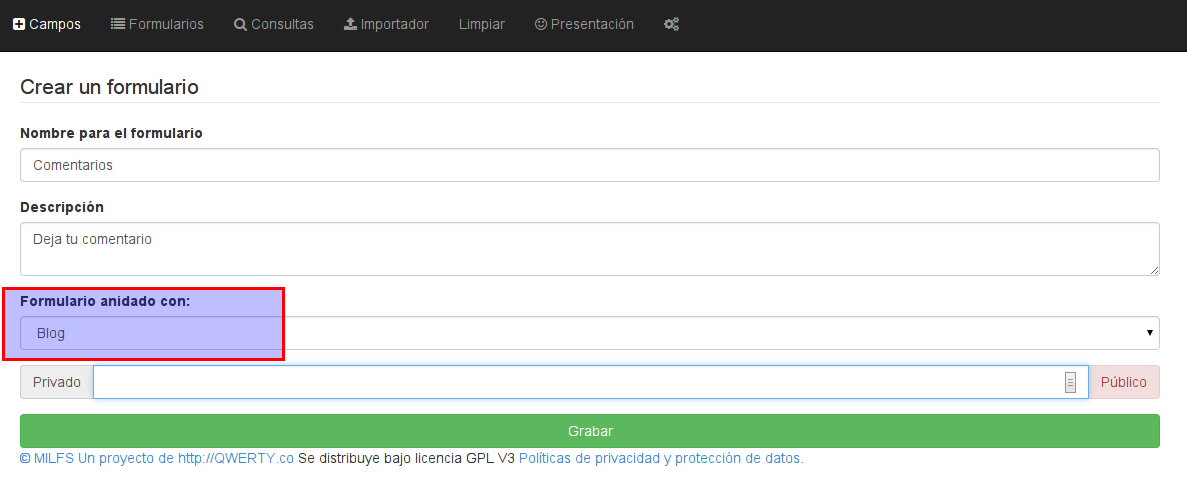 Campos Formularios Consultas Importador Limpiar Presentación
Crear un formulario
Nombre para el formulario
Comentarios
Descripción
Deja tu comentario
Formulario anidado con:
Blog
Privado Público
Grabar
© MILFS Un proyecto de http://QWERTY.co Se distribuye bajo licencia GPL V3 Políticas de privacidad y protección de datos.